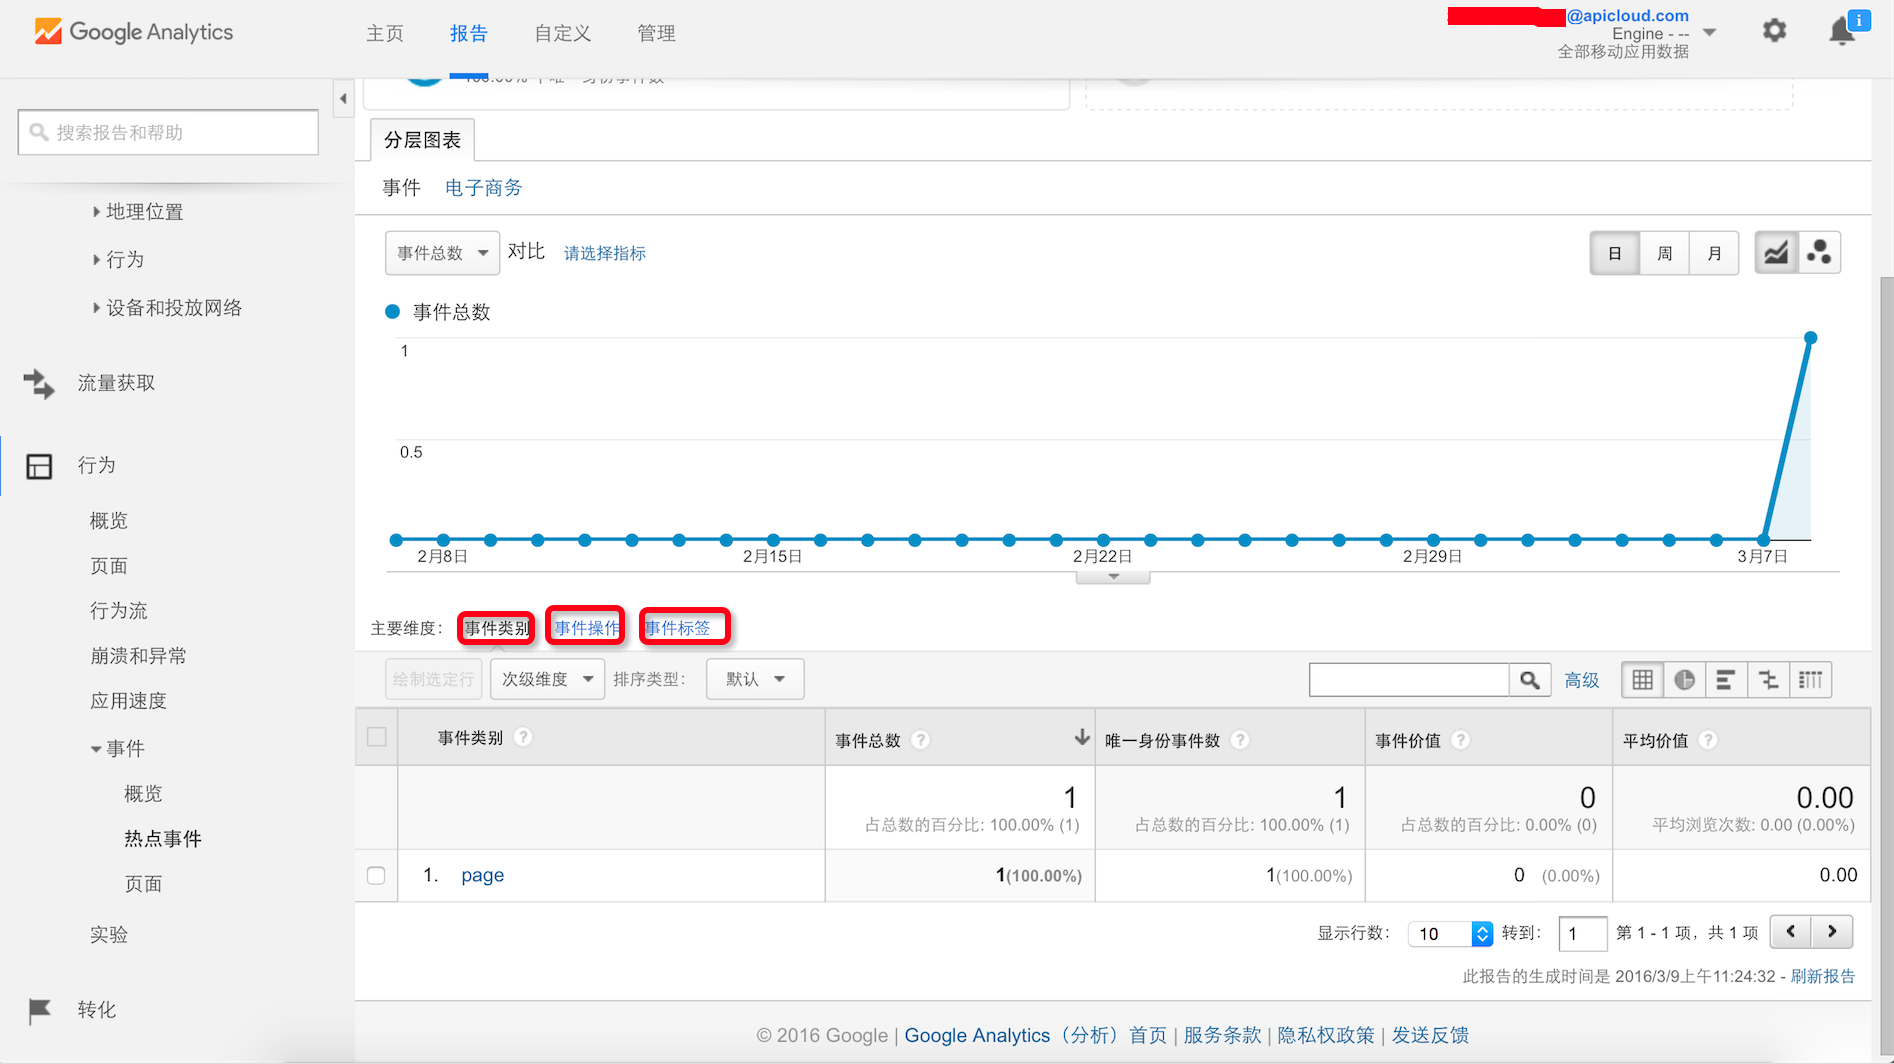 Google Analytics
主页
报告
自定义
管理
@apicloud.com
Engine - --
全部移动应用数据
i
搜索报告和帮助
地理位置
行为
设备和投放网络
流量获取
行为
概览
页面
行为流
崩溃和异常
应用速度
事件
概览
热点事件
页面
实验
转化
分层图表
事件 电子商务
事件总数 对比 请选择指标
日 周 月
事件总数
1
0.5
2月8日 2月15日 2月22日 2月29日 3月7日
主要维度: 事件类别 事件操作 事件标签
绘制选定行 次级维度 排序类型: 默认 高级
事件类别 ? 事件总数 ? 唯一身份事件数 ? 事件价值 ? 平均价值 ?
1 1 0 0.00
占总数的百分比: 100.00% (1) 占总数的百分比: 100.00% (1) 占总数的百分比: 0.00% (0) 平均浏览次数: 0.00 (0.00%)
1. page 1(100.00%) 1(100.00%) 0 (0.00%) 0.00
显示行数: 10 转到: 1 第 1 - 1 项，共 1 项
此报告的生成时间是 2016/3/9上午11:24:32 - 刷新报告
© 2016 Google | Google Analytics（分析）首页 | 服务条款 | 隐私权政策 | 发送反馈